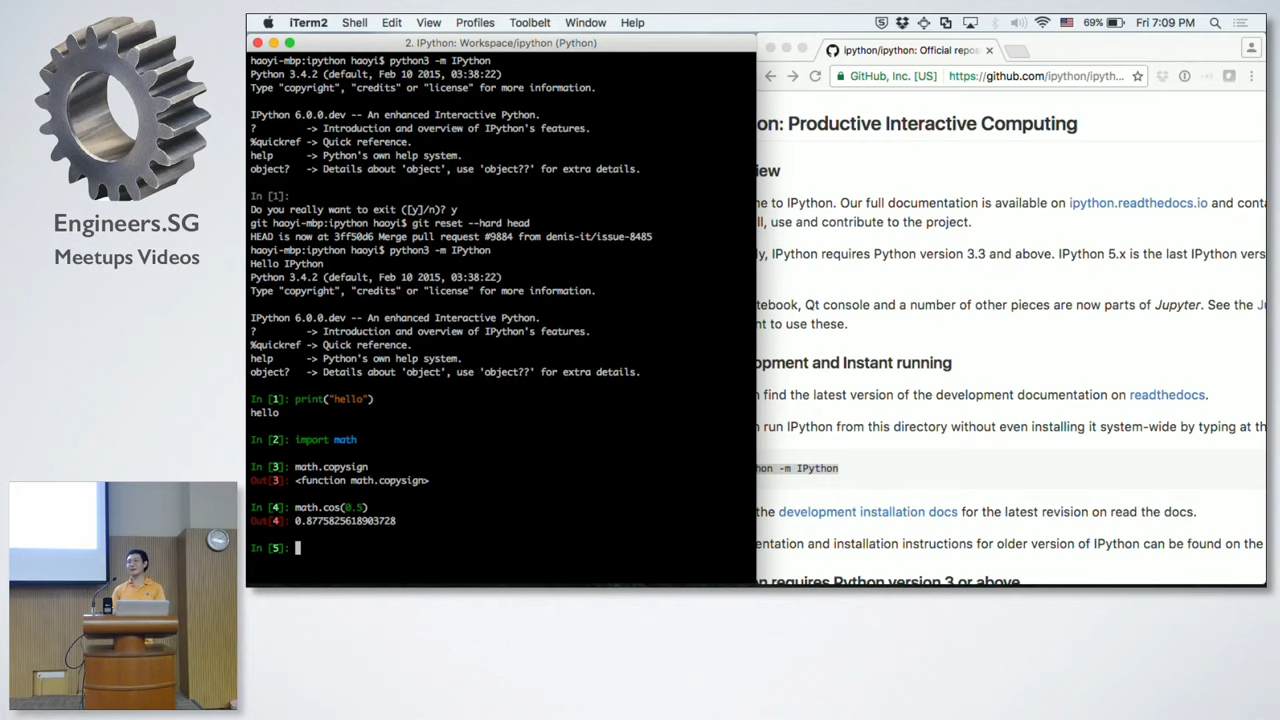 Engineers.SG
Meetups Videos
iTerm2 Shell Edit View Profiles Toolbelt Window Help 69% Fri 7:09 PM
2. IPython: Workspace/ipython (Python)
haoyi-mbp:ipython haoyi$ python3 -m IPython
Python 3.4.2 (default, Feb 10 2015, 03:38:22)
Type "copyright", "credits" or "license" for more information.
IPython 6.0.0.dev -- An enhanced Interactive Python.
? -> Introduction and overview of IPython's features.
%quickref -> Quick reference.
help -> Python's own help system.
object? -> Details about 'object', use 'object??' for extra details.
In [1]:
Do you really want to exit ([y]/n)? y
git haoyi-mbp:ipython haoyi$ git reset --hard head
HEAD is now at 3ff50d6 Merge pull request #9884 from denis-it/issue-8485
haoyi-mbp:ipython haoyi$ python3 -m IPython
Hello IPython
Python 3.4.2 (default, Feb 10 2015, 03:38:22)
Type "copyright", "credits" or "license" for more information.
IPython 6.0.0.dev -- An enhanced Interactive Python.
? -> Introduction and overview of IPython's features.
%quickref -> Quick reference.
help -> Python's own help system.
object? -> Details about 'object', use 'object??' for extra details.
In [1]: print("hello")
hello
In [2]: import math
In [3]: math.copysign
Out[3]: <function math.copysign>
In [4]: math.cos(0.5)
Out[4]: 0.8775825618903728
In [5]:
ipython/ipython: Official repos
GitHub, Inc. [US] https://github.com/ipython/ipyth...
on: Productive Interactive Computing
iew
ne to IPython. Our full documentation is available on ipython.readthedocs.io and conta
ll, use and contribute to the project.
ly, IPython requires Python version 3.3 and above. IPython 5.x is the last IPython vers
tebook, Qt console and a number of other pieces are now parts of Jupyter. See the Ju
nt to use these.
opment and Instant running
n find the latest version of the development documentation on readthedocs.
n run IPython from this directory without even installing it system-wide by typing at the
hon -m IPython
the development installation docs for the latest revision on read the docs.
entation and installation instructions for older version of IPython can be found on the
on requires Python version 3 or above